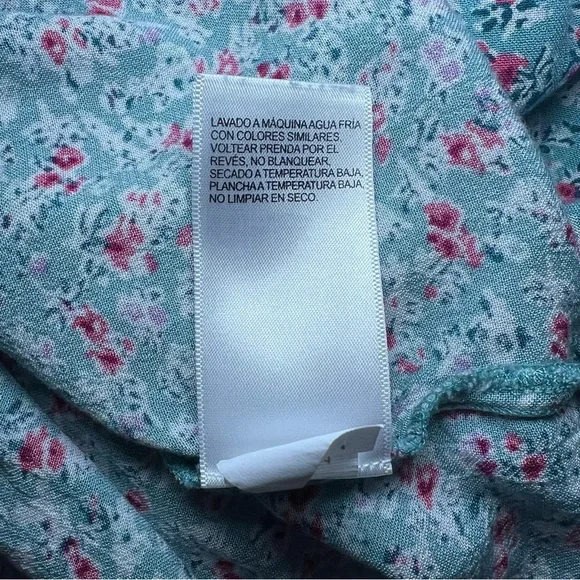 LAVADO A MÁQUINA AGUA FRÍA
CON COLORES SIMILARES,
VOLTEAR PRENDA POR EL
REVÉS, NO BLANQUEAR,
SECADO A TEMPERATURA BAJA,
PLANCHA A TEMPERATURA BAJA,
NO LIMPIAR EN SECO.